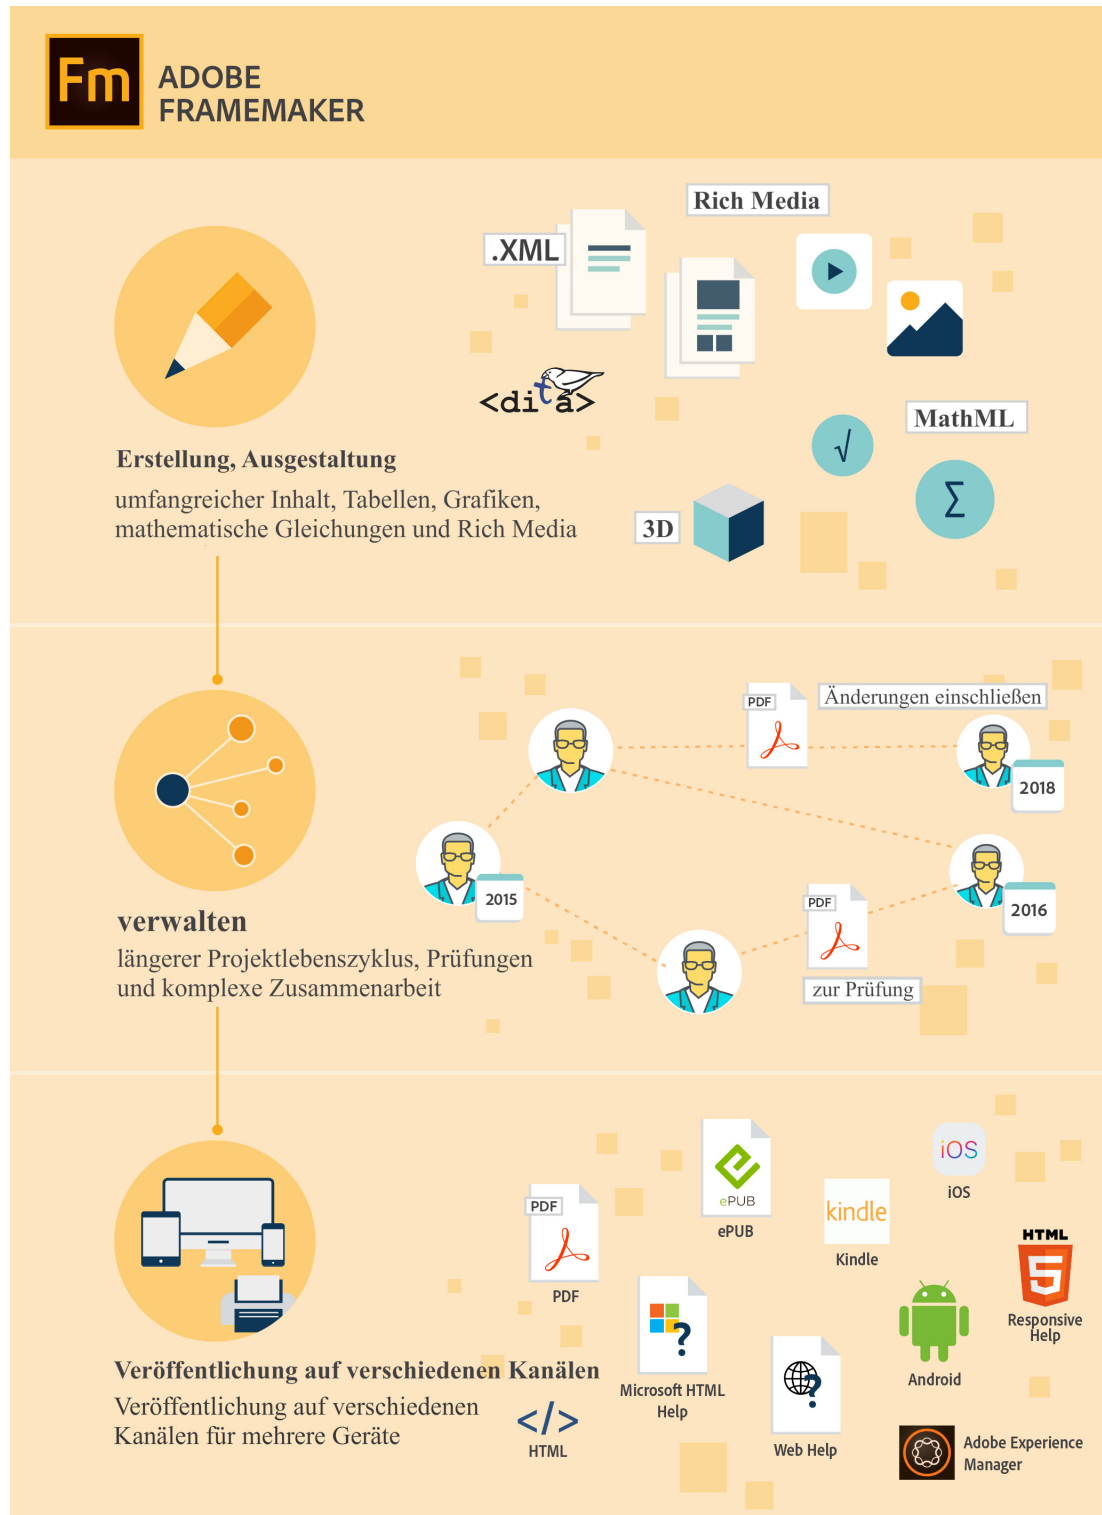 Fm
ADOBE
FRAMEMAKER
Rich Media
.XML
<dita>
MathML
√
∑
3D
Erstellung, Ausgestaltung
umfangreicher Inhalt, Tabellen, Grafiken,
mathematische Gleichungen und Rich Media
PDF
Änderungen einschließen
2018
2015
2016
PDF
zur Prüfung
verwalten
längerer Projektlebenszyklus, Prüfungen
und komplexe Zusammenarbeit
ePUB
ePUB
iOS
iOS
PDF
PDF
kindle
Kindle
HTML
5
Responsive
Help
?
Microsoft HTML
Help
Android
?
Web Help
Veröffentlichung auf verschiedenen Kanälen
Veröffentlichung auf verschiedenen
Kanälen für mehrere Geräte
</>
HTML
Adobe Experience
Manager